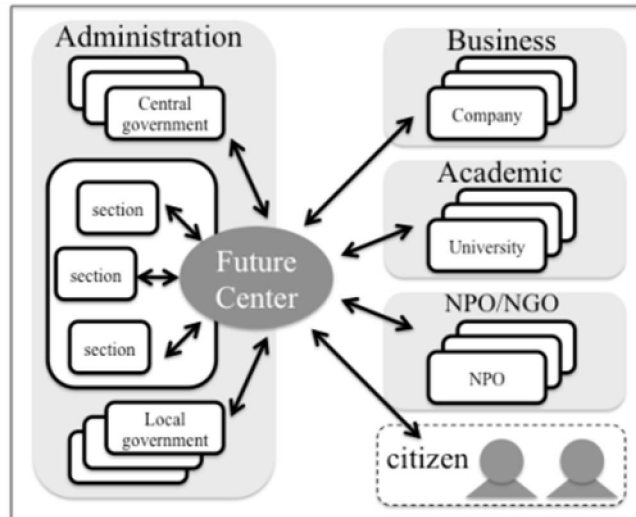 Administration
Central
government
section
section
section
Local
government
Future
Center
Business
Company
Academic
University
NPO/NGO
NPO
citizen